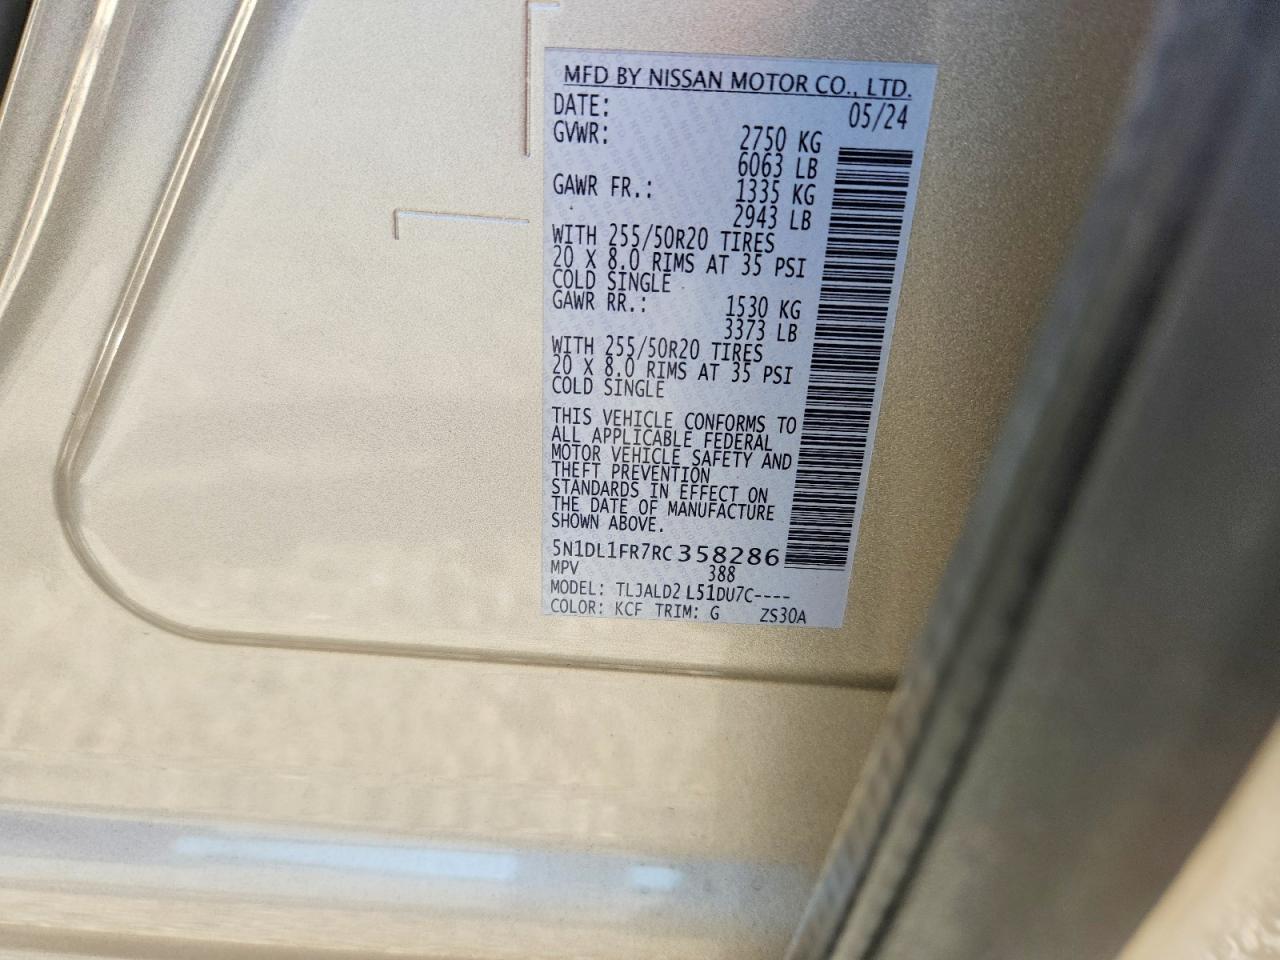 MFD BY NISSAN MOTOR CO., LTD.
DATE: 05/24
GVWR: 2750 KG
6063 LB
GAWR FR.: 1335 KG
2943 LB
WITH 255/50R20 TIRES
20 X 8.0 RIMS AT 35 PSI
COLD SINGLE
GAWR RR.: 1530 KG
3373 LB
WITH 255/50R20 TIRES
20 X 8.0 RIMS AT 35 PSI
COLD SINGLE
THIS VEHICLE CONFORMS TO
ALL APPLICABLE FEDERAL
MOTOR VEHICLE SAFETY AND
THEFT PREVENTION
STANDARDS IN EFFECT ON
THE DATE OF MANUFACTURE
SHOWN ABOVE.
5N1DL1FR7RC358286
MPV 388
MODEL: TLJALD2 L51DU7C----
COLOR: KCF TRIM: G ZS30A